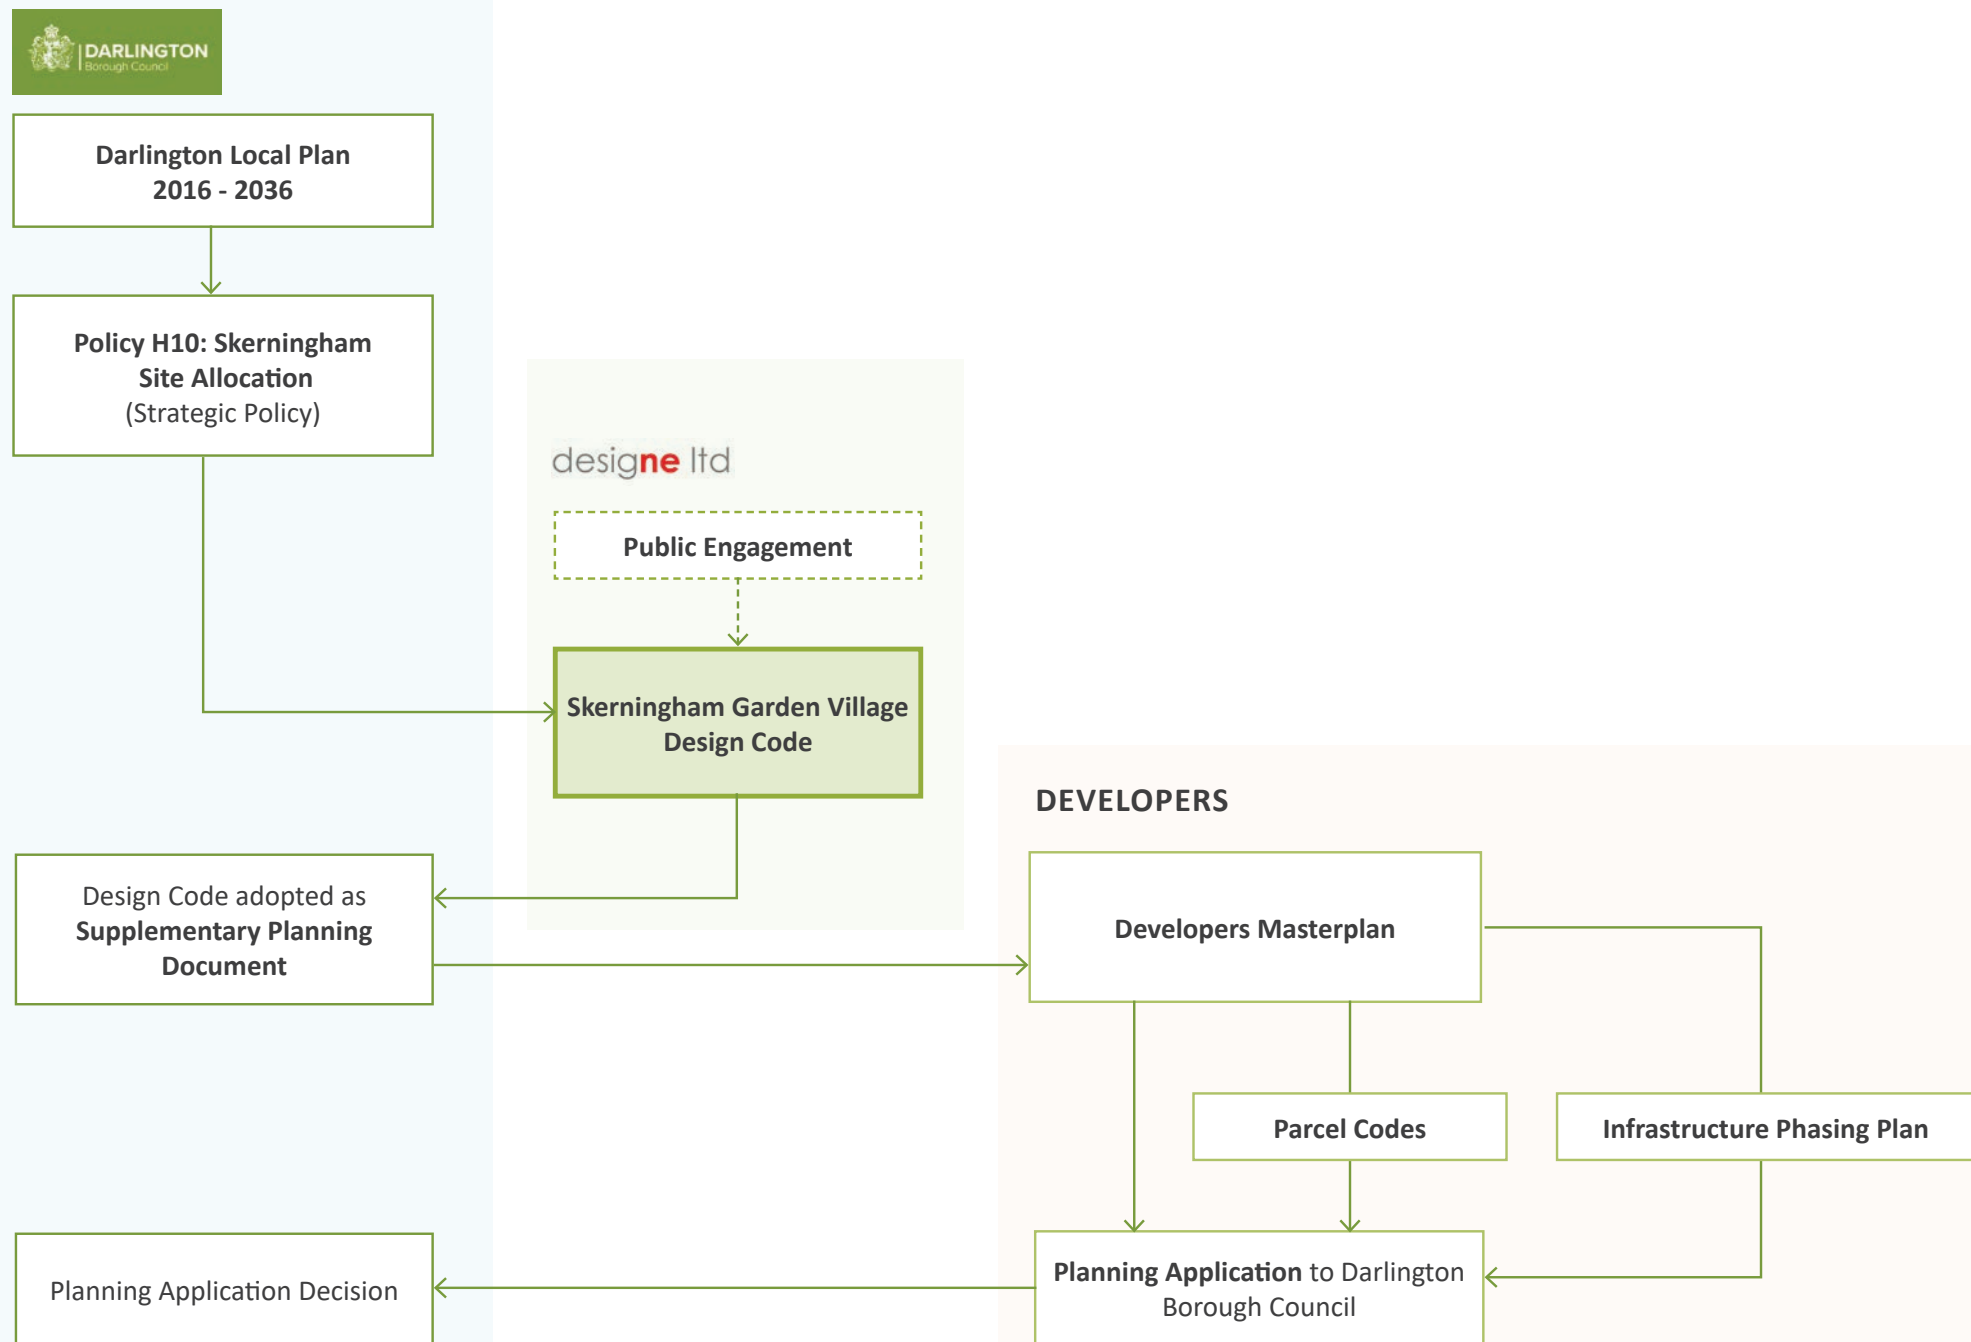 DARLINGTON
Borough Council
Darlington Local Plan
2016 - 2036
Policy H10: Skerningham
Site Allocation
(Strategic Policy)
designe ltd
Public Engagement
Skerningham Garden Village
Design Code
Design Code adopted as
Supplementary Planning
Document
DEVELOPERS
Developers Masterplan
Parcel Codes
Infrastructure Phasing Plan
Planning Application to Darlington
Borough Council
Planning Application Decision